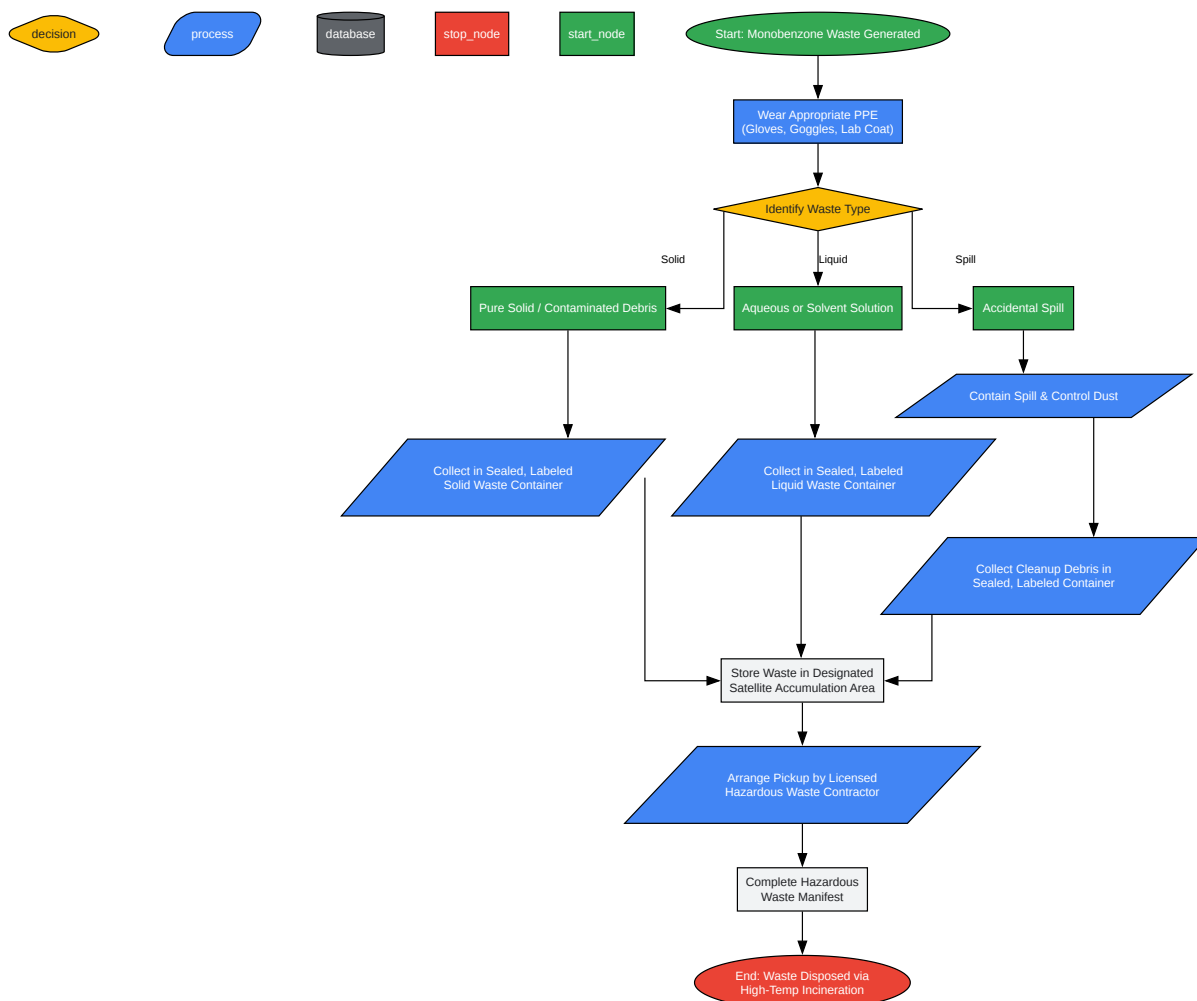 decision
process
database
stop_node
start_node
Start: Monobenzone Waste Generated
Wear Appropriate PPE
(Gloves, Goggles, Lab Coat)
Identify Waste Type
Solid
Liquid
Spill
Pure Solid / Contaminated Debris
Aqueous or Solvent Solution
Accidental Spill
Contain Spill & Control Dust
Collect in Sealed, Labeled
Solid Waste Container
Collect in Sealed, Labeled
Liquid Waste Container
Collect Cleanup Debris in
Sealed, Labeled Container
Store Waste in Designated
Satellite Accumulation Area
Arrange Pickup by Licensed
Hazardous Waste Contractor
Complete Hazardous
Waste Manifest
End: Waste Disposed via
High-Temp Incineration